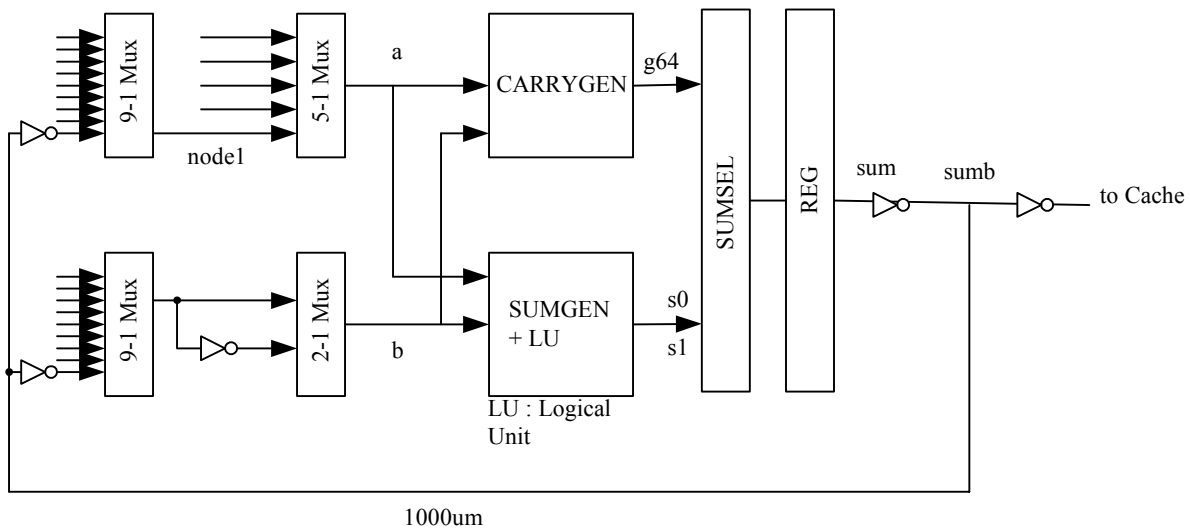 9-1 Mux
5-1 Mux
a
CARRYGEN
g64
node1
SUMSEL
REG
sum
sumb
to Cache
9-1 Mux
2-1 Mux
b
SUMGEN
+ LU
s0
s1
LU : Logical
Unit
1000um